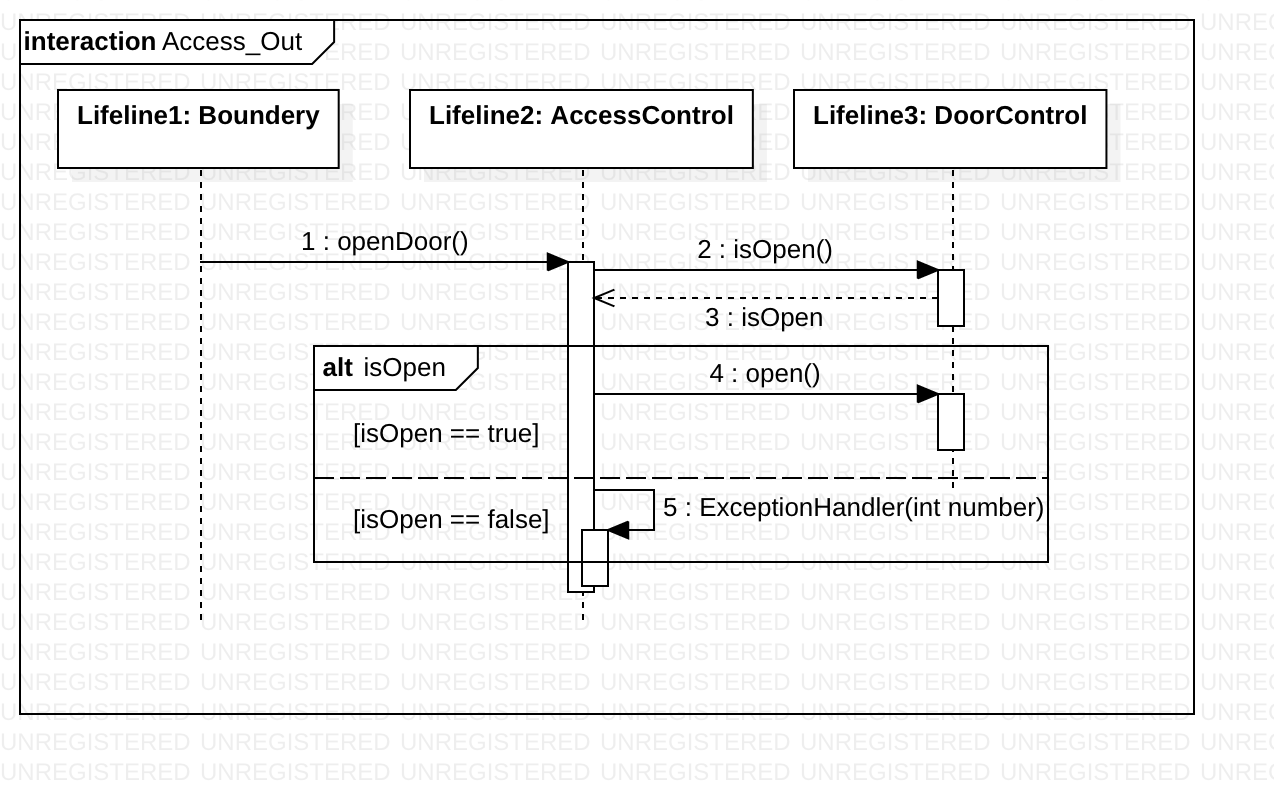 interaction Access_Out
Lifeline1: Boundery
Lifeline2: AccessControl
Lifeline3: DoorControl
1 : openDoor()
2 : isOpen()
3 : isOpen
alt isOpen
4 : open()
[isOpen == true]
5 : ExceptionHandler(int number)
[isOpen == false]
UNREGISTERED